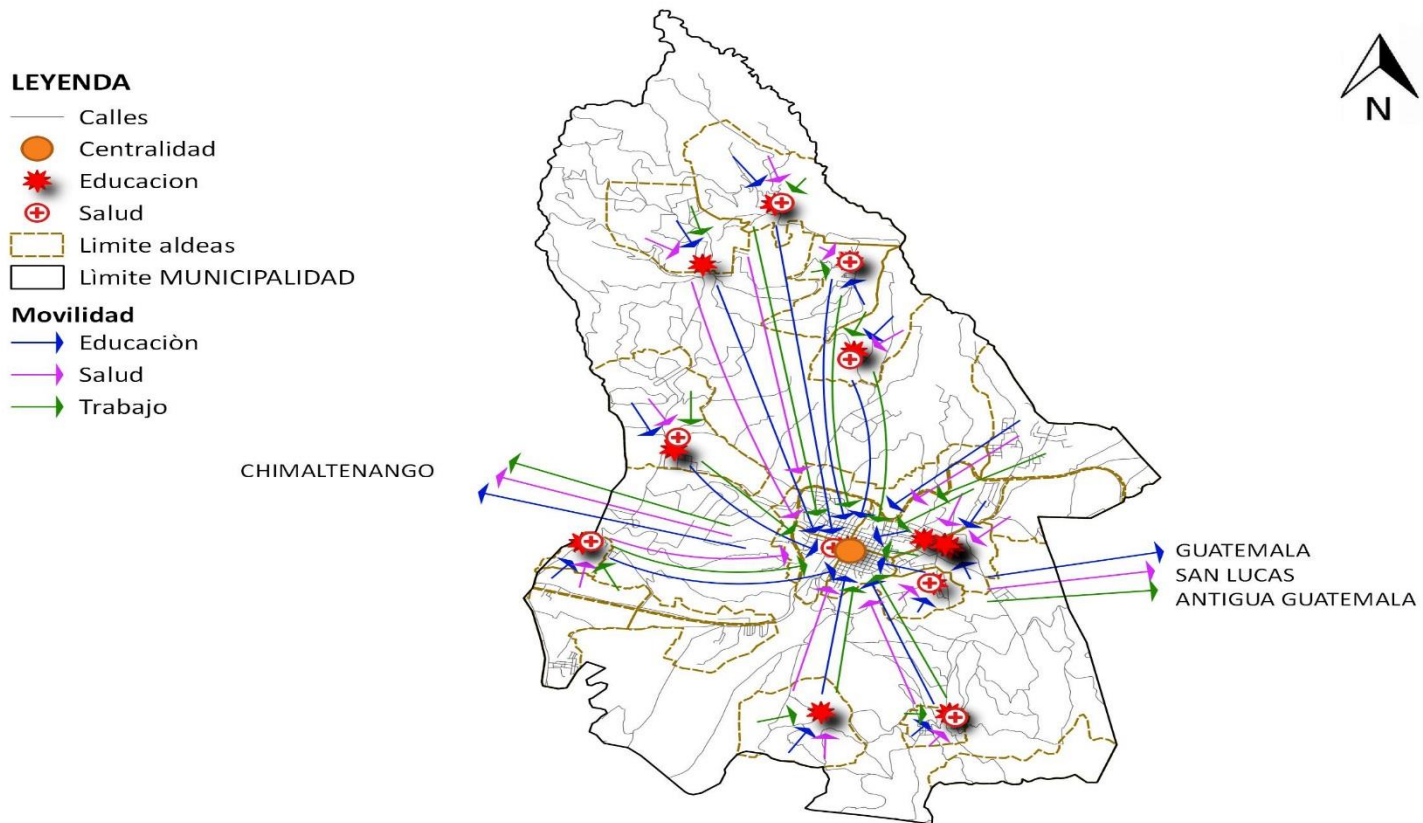 LEYENDA
Calles
Centralidad
Educacion
Salud
Limite aldeas
Lìmite MUNICIPALIDAD
Movilidad
Educaciòn
Salud
Trabajo
N
CHIMALTENANGO
GUATEMALA
SAN LUCAS
ANTIGUA GUATEMALA